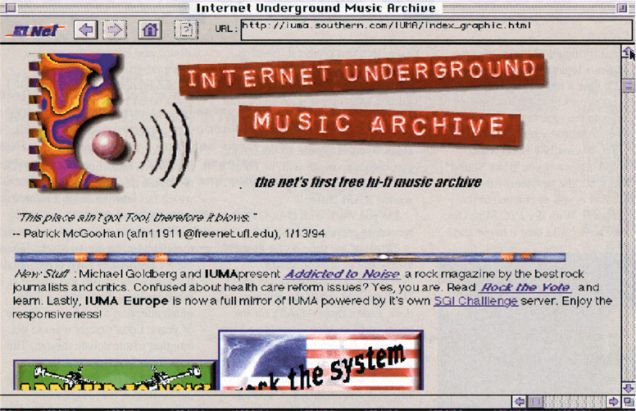 Internet Underground Music Archive
EI Net
URL: http://iuma.southern.com/IUMA/index_graphic.html
INTERNET UNDERGROUND
MUSIC ARCHIVE
the net's first free hi-fi music archive
"This place ain't got Tool, therefore it blows."
-- Patrick McGoohan (afn11911@freenet.ufl.edu), 1/13/94
New Stuff : Michael Goldberg and IUMApresent Addicted to Noise a rock magazine by the best rock
journalists and critics. Confused about health care reform issues? Yes, you are. Read Rock the Vote and
learn. Lastly, IUMA Europe is now a full mirror of IUMA powered by it's own SGI Challenge server. Enjoy the
responsiveness!
rock the system
ADDICTED TO NOISE